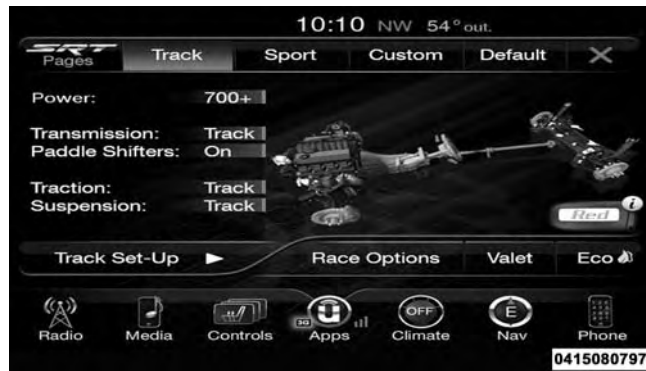 10:10 NW 54° out.
SRT Pages Track Sport Custom Default X
Power: 700+
Transmission: Track
Paddle Shifters: On
Traction: Track
Suspension: Track
Red i
Track Set-Up Race Options Valet Eco
Radio Media Controls 3G Apps OFF Climate E Nav Phone
0415080797